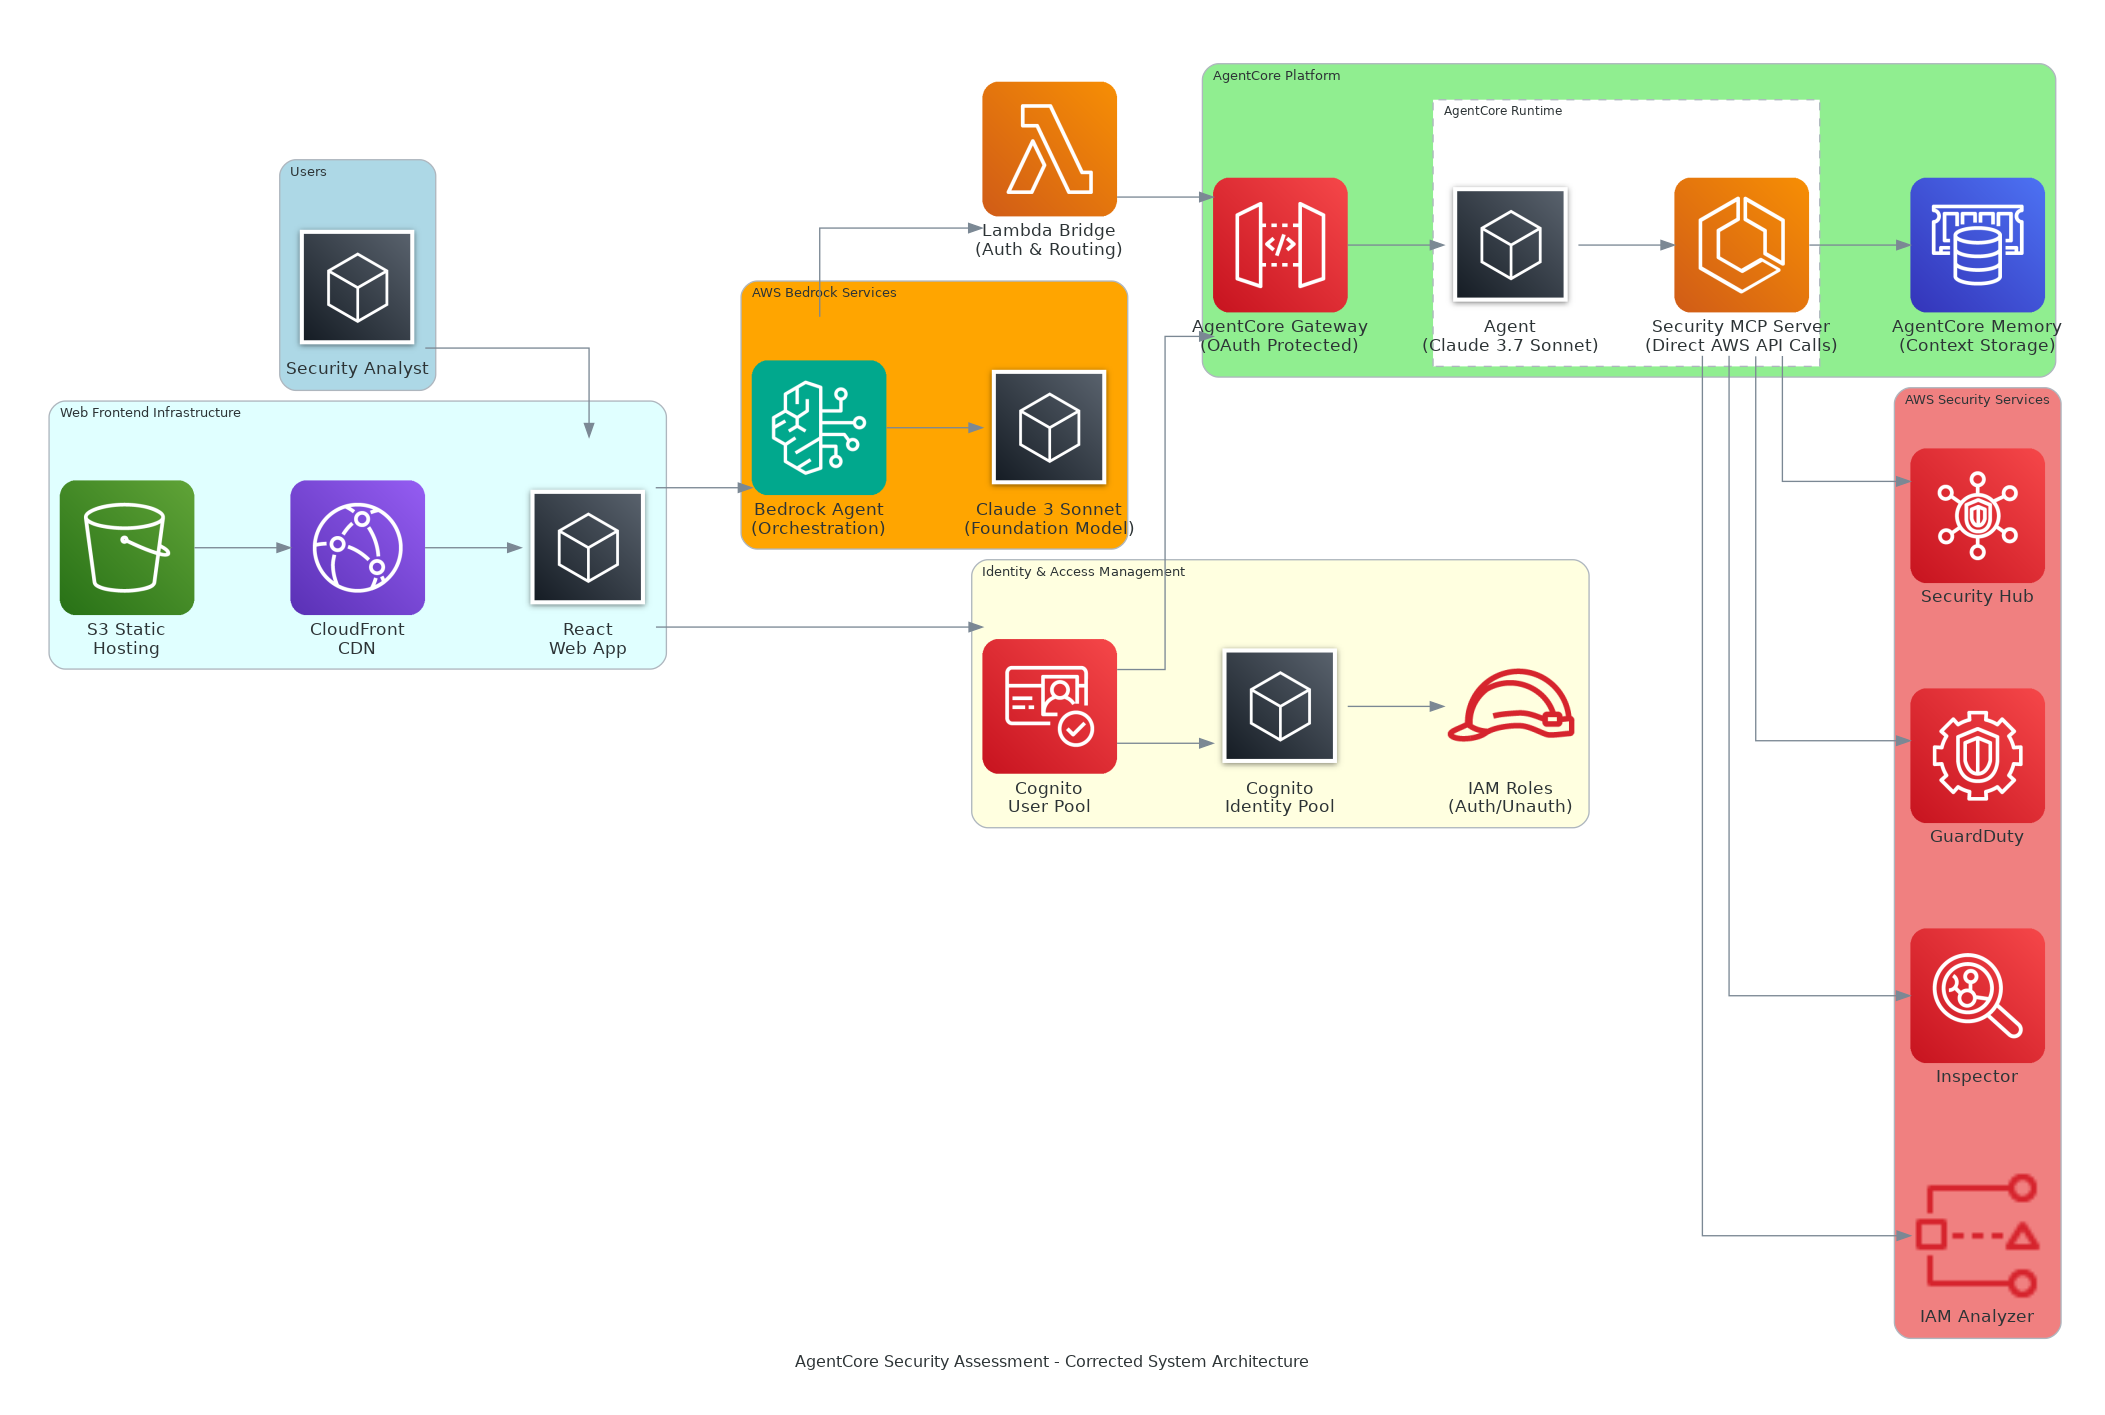 AgentCore Platform
AgentCore Runtime
Users
Security Analyst
Lambda Bridge
(Auth & Routing)
AgentCore Gateway
(OAuth Protected)
Agent
(Claude 3.7 Sonnet)
Security MCP Server
(Direct AWS API Calls)
AgentCore Memory
(Context Storage)
AWS Bedrock Services
Bedrock Agent
(Orchestration)
Claude 3 Sonnet
(Foundation Model)
Web Frontend Infrastructure
S3 Static
Hosting
CloudFront
CDN
React
Web App
Identity & Access Management
Cognito
User Pool
Cognito
Identity Pool
IAM Roles
(Auth/Unauth)
AWS Security Services
Security Hub
GuardDuty
Inspector
IAM Analyzer
AgentCore Security Assessment - Corrected System Architecture